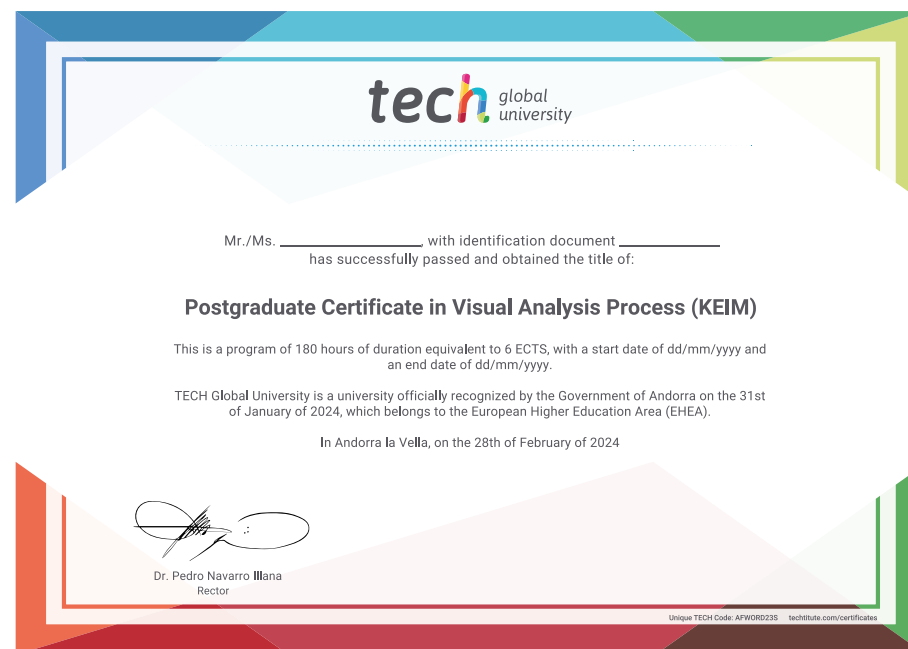 tech global university
Mr./Ms. ____________, with identification document ____________
has successfully passed and obtained the title of:
Postgraduate Certificate in Visual Analysis Process (KEIM)
This is a program of 180 hours of duration equivalent to 6 ECTS, with a start date of dd/mm/yyyy and
an end date of dd/mm/yyyy.
TECH Global University is a university officially recognized by the Government of Andorra on the 31st
of January of 2024, which belongs to the European Higher Education Area (EHEA).
In Andorra la Vella, on the 28th of February of 2024
Dr. Pedro Navarro Illana
Rector
Unique TECH Code: AFWORD23S techtitute.com/certificates